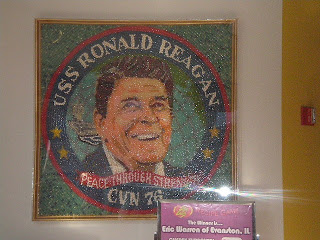 USS RONALD REAGAN
PEACE THROUGH STRENGTH
CVN 76
The Winner is...
Eric Warren of Evanston, IL